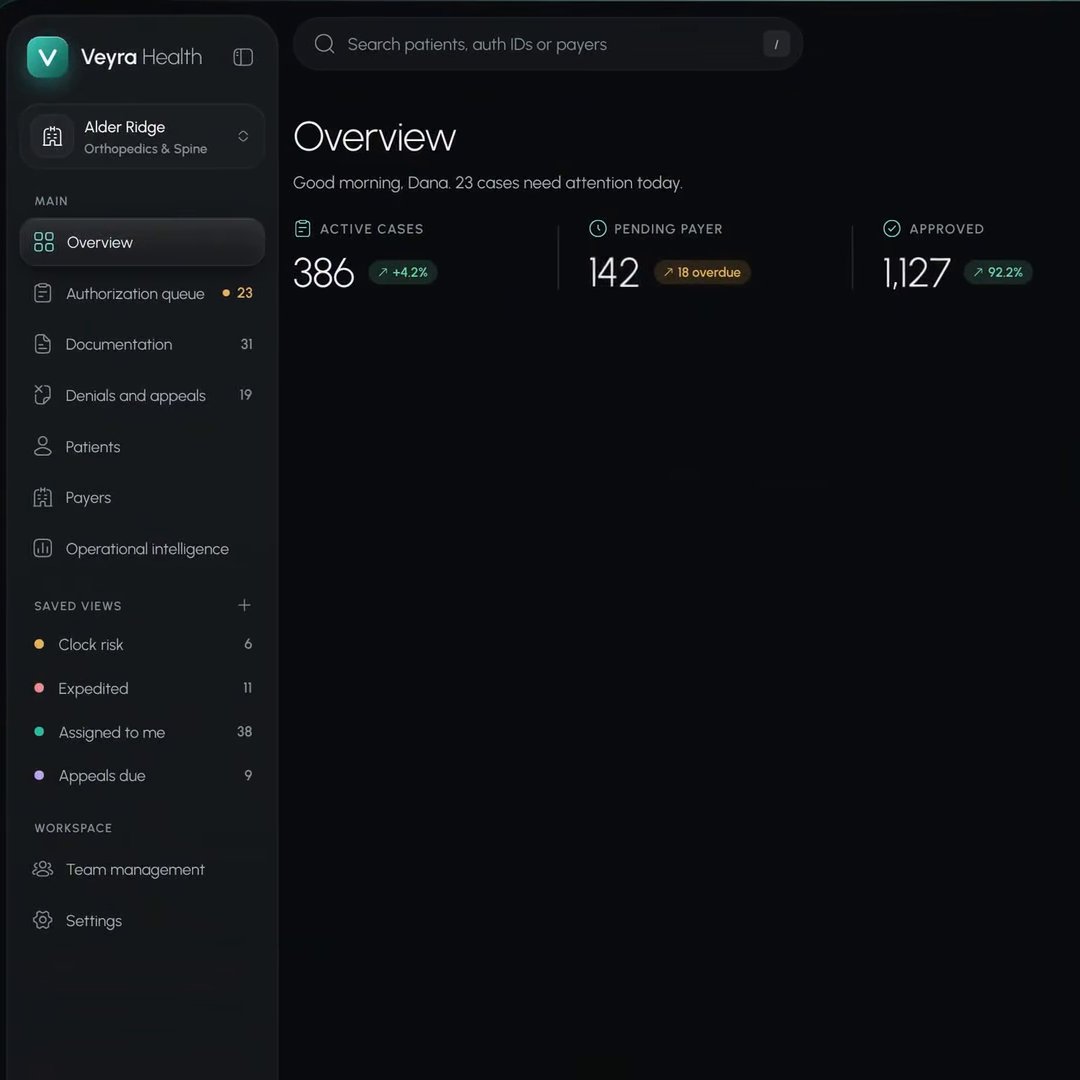 Veyra Health
Search patients, auth IDs or payers
/
Alder Ridge
Orthopedics & Spine
MAIN
Overview
Authorization queue 23
Documentation 31
Denials and appeals 19
Patients
Payers
Operational intelligence
SAVED VIEWS
Clock risk 6
Expedited 11
Assigned to me 38
Appeals due 9
WORKSPACE
Team management
Settings
Overview
Good morning, Dana. 23 cases need attention today.
ACTIVE CASES
386 +4.2%
PENDING PAYER
142 18 overdue
APPROVED
1,127 92.2%